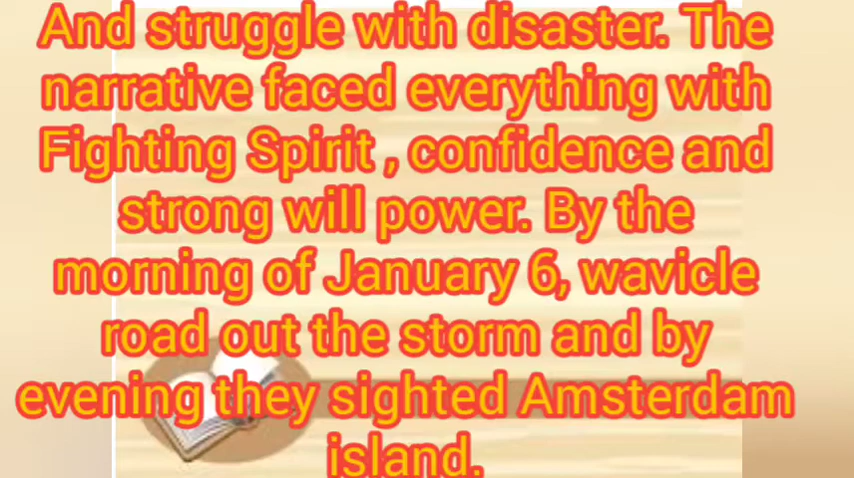 And struggle with disaster. The
narrative faced everything with
Fighting Spirit , confidence and
strong will power. By the
morning of January 6, wavicle
road out the storm and by
evening they sighted Amsterdam
island.